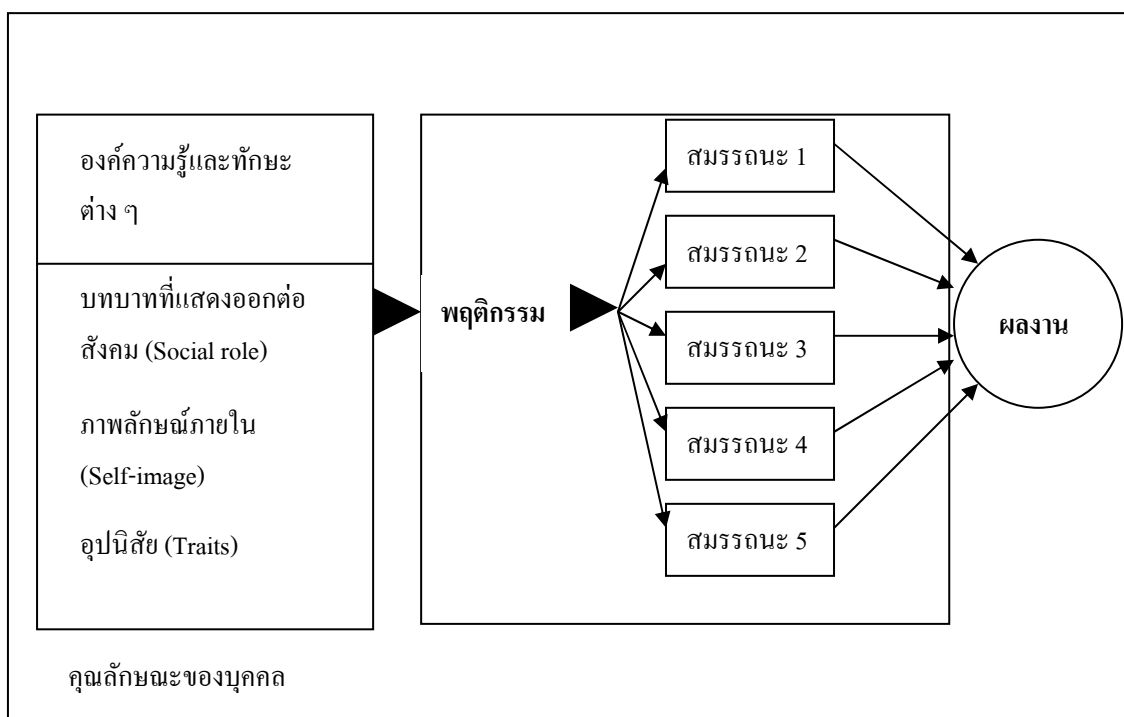 องค์ความรู้และทักษะ
ต่าง ๆ
บทบาทที่แสดงออกต่อ
สังคม (Social role)
ภาพลักษณ์ภายใน
(Self-image)
อุปนิสัย (Traits)
คุณลักษณะของบุคคล
พฤติกรรม
สมรรถนะ 1
สมรรถนะ 2
สมรรถนะ 3
สมรรถนะ 4
สมรรถนะ 5
ผลงาน